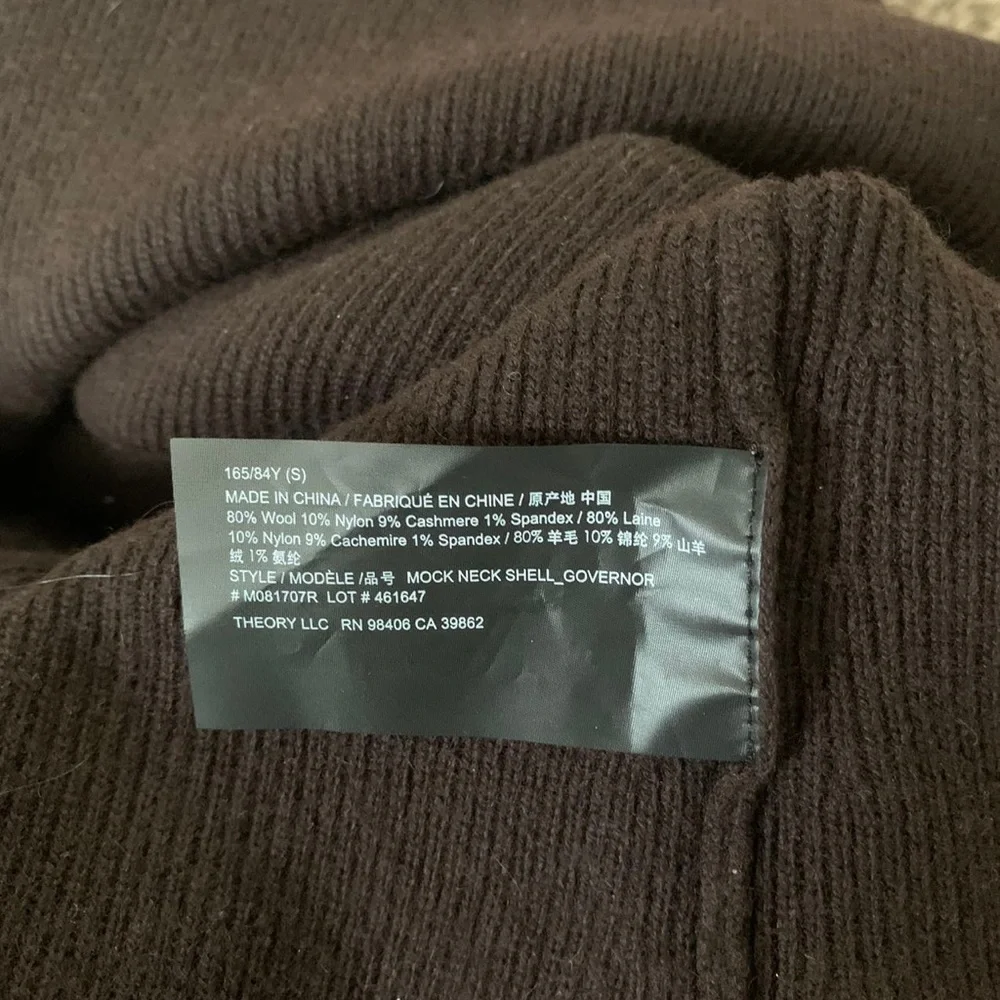 165/84Y (S)
MADE IN CHINA / FABRIQUÉ EN CHINE / 原产地 中国
80% Wool 10% Nylon 9% Cashmere 1% Spandex / 80% Laine
10% Nylon 9% Cachemire 1% Spandex / 80% 羊毛 10% 锦纶 9% 山羊
绒 1% 氨纶
STYLE / MODÈLE /品号 MOCK NECK SHELL_GOVERNOR
# M081707R LOT # 461647
THEORY LLC RN 98406 CA 39862